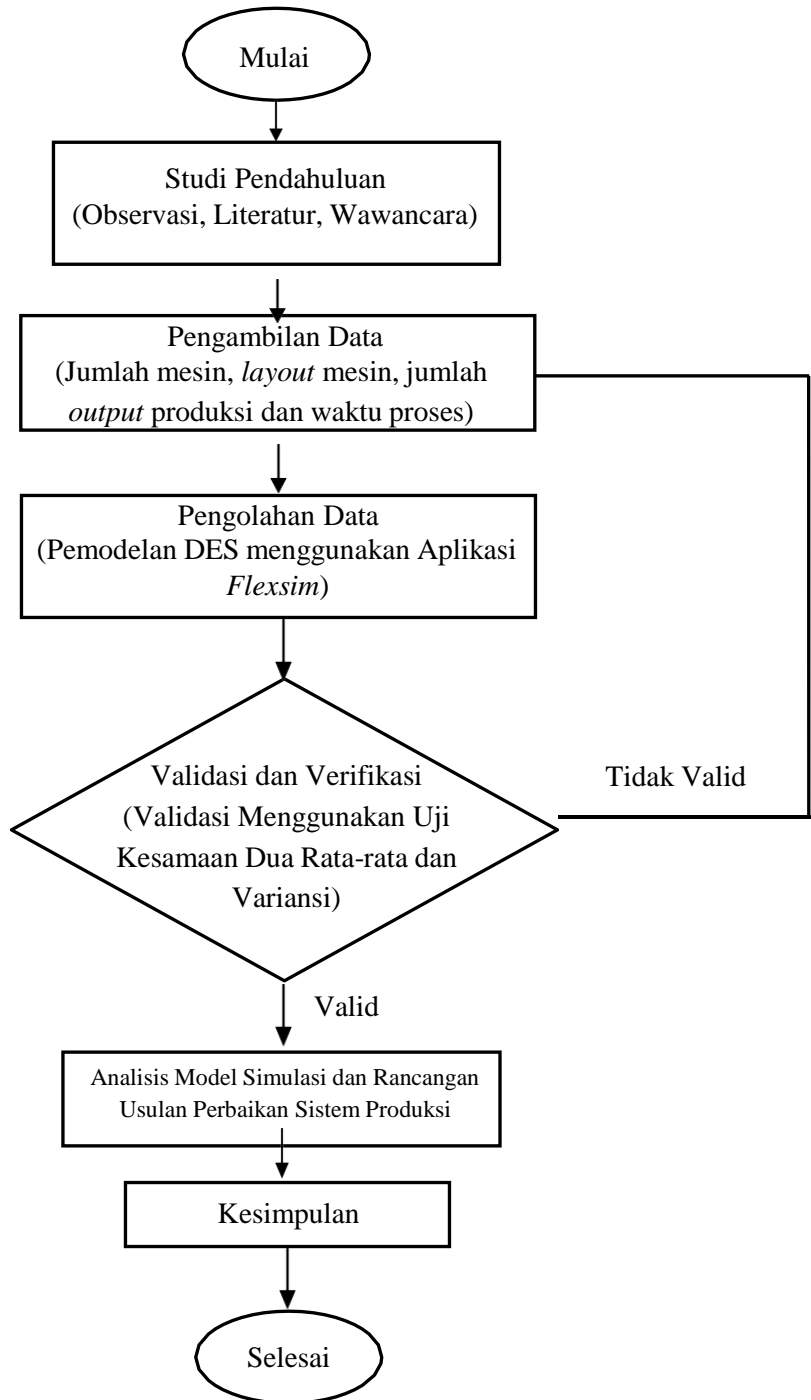 Mulai
Studi Pendahuluan
(Observasi, Literatur, Wawancara)
Pengambilan Data
(Jumlah mesin, layout mesin, jumlah
output produksi dan waktu proses)
Pengolahan Data
(Pemodelan DES menggunakan Aplikasi
Flexsim)
Validasi dan Verifikasi
(Validasi Menggunakan Uji
Kesamaan Dua Rata-rata dan
Variansi)
Tidak Valid
Valid
Analisis Model Simulasi dan Rancangan
Usulan Perbaikan Sistem Produksi
Kesimpulan
Selesai